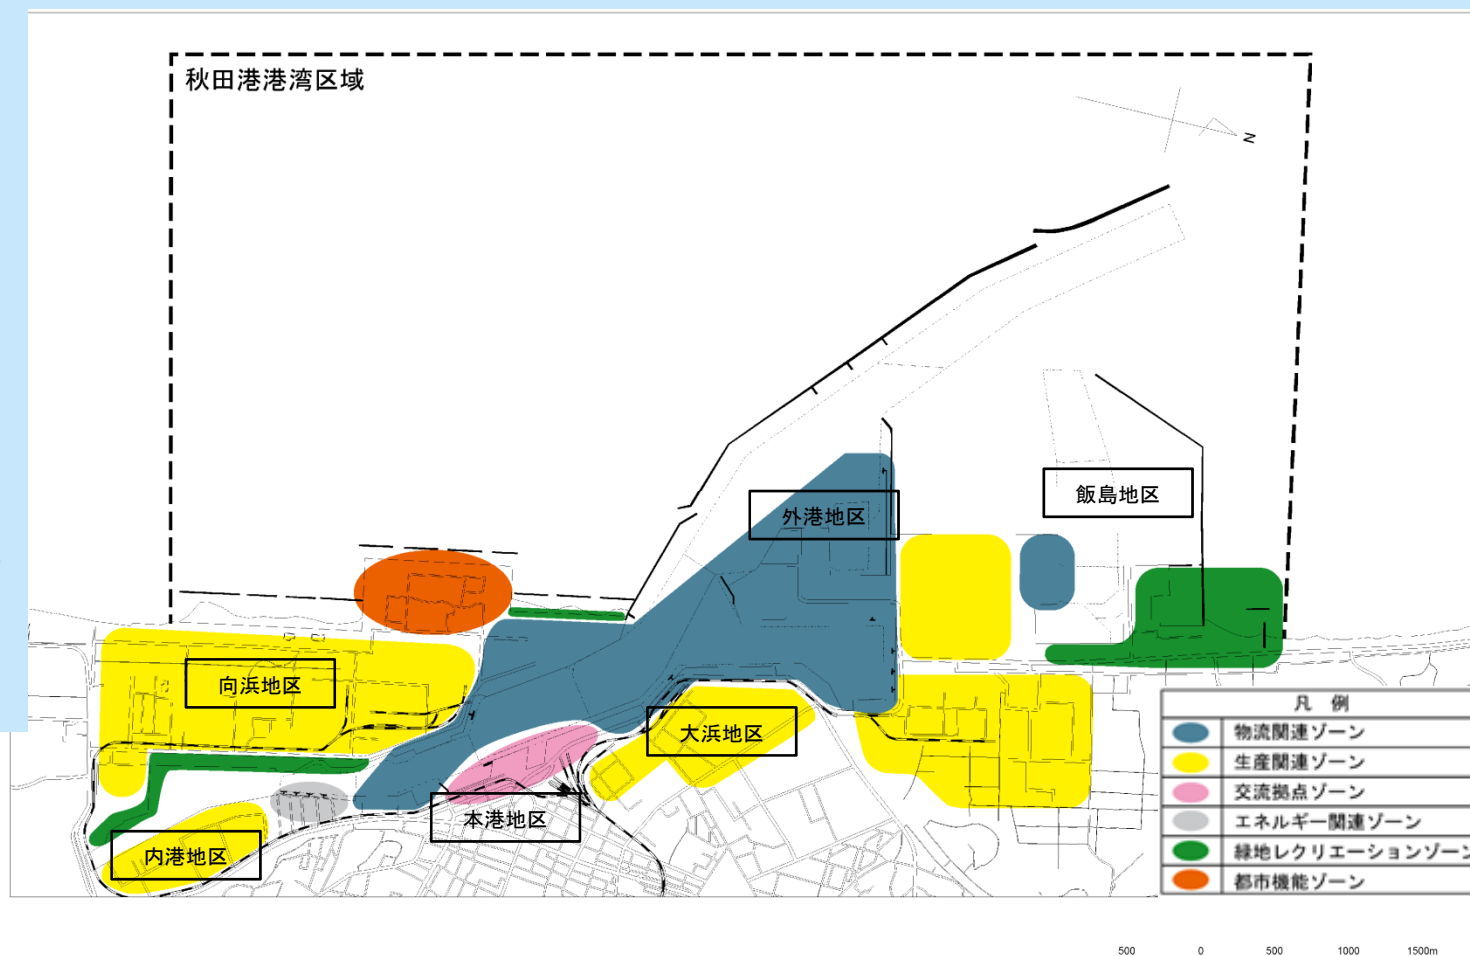 秋田港港湾区域
N
飯島地区
外港地区
向浜地区
大浜地区
本港地区
内港地区
凡 例
物流関連ゾーン
生産関連ゾーン
交流拠点ゾーン
エネルギー関連ゾーン
緑地レクリエーションゾーン
都市機能ゾーン
500 0 500 1000 1500m